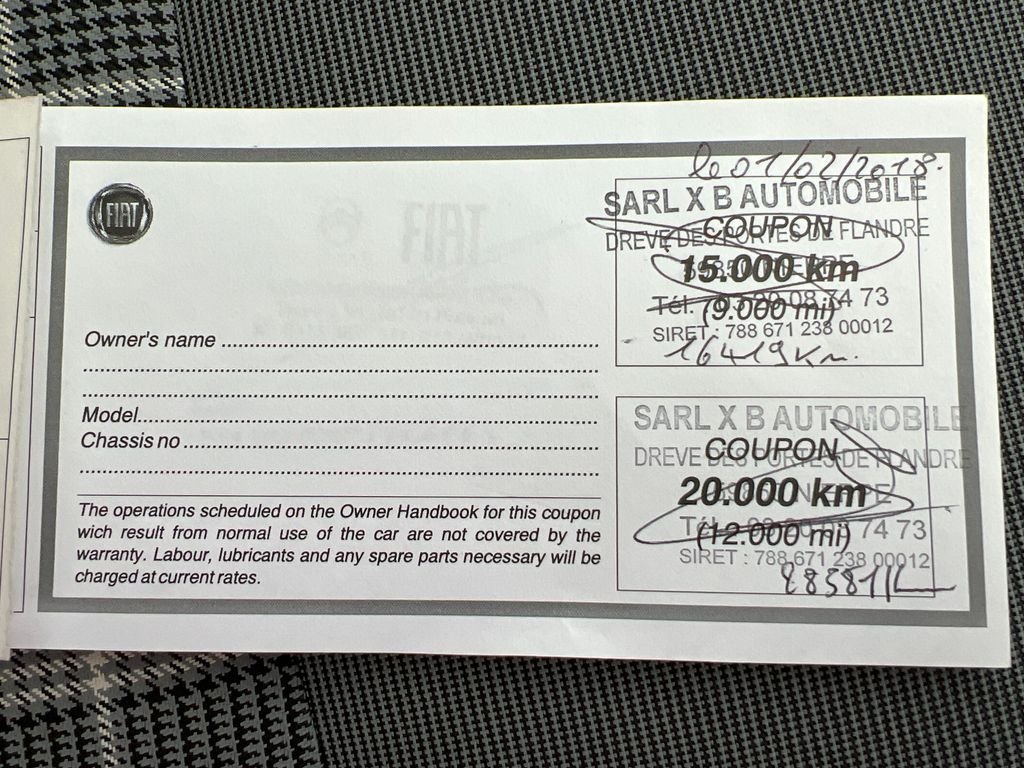 FIAT
Owner's name
Model
Chassis no
The operations scheduled on the Owner Handbook for this coupon
wich result from normal use of the car are not covered by the
warranty. Labour, lubricants and any spare parts necessary will be
charged at current rates.
le 01/02/2018.
SARL X B AUTOMOBILE
COUPON
DREVE DES PORTES DE FLANDRE
15.000 km
Tél. 08 74 73
(9.000 mi)
SIRET : 788 671 238 00012
16419 Km.
SARL X B AUTOMOBILE
COUPON
DREVE DES PORTES DE FLANDRE
20.000 km
74 73
(12.000 mi)
SIRET : 788 671 238 00012